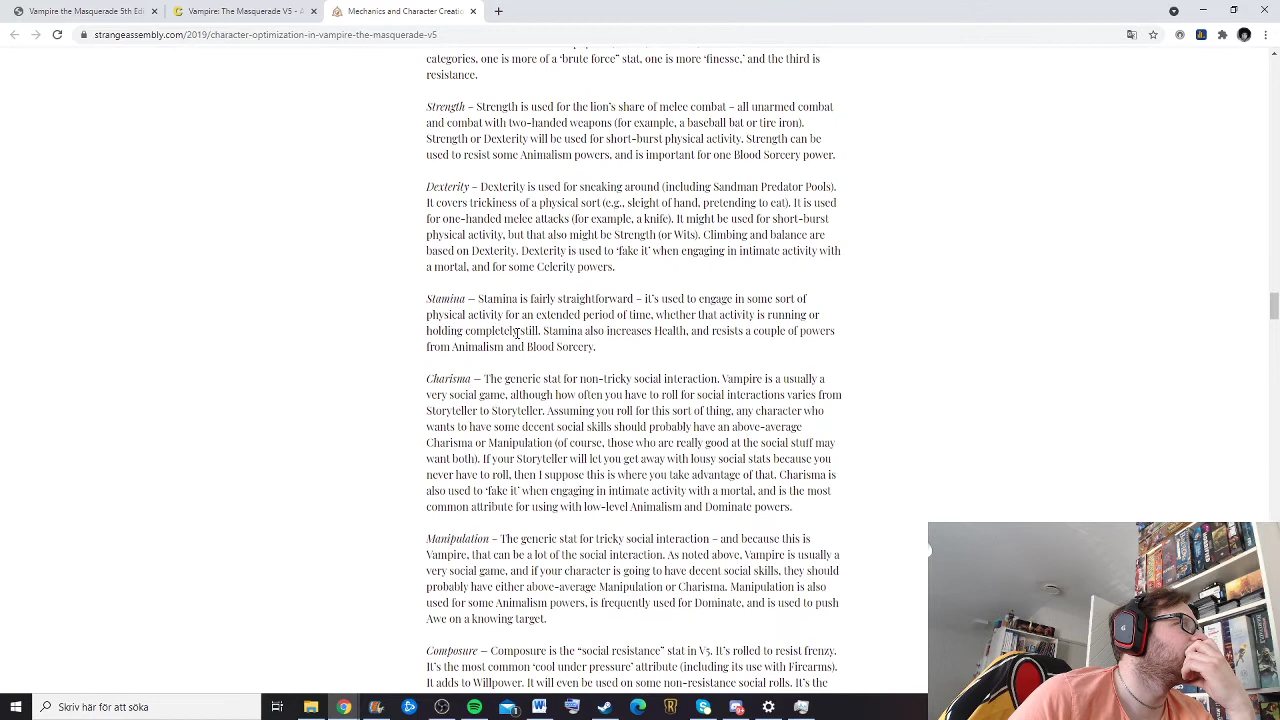 Vampire the Masquerade 5th Edi
Vampire: The Masquerade V5 - A
Mechanics and Character Creatio
strangeassembly.com/2019/character-optimization-in-vampire-the-masquerade-v5
categories, one is more of a 'brute force" stat, one is more 'finesse,' and the third is
resistance.
Strength – Strength is used for the lion's share of melee combat – all unarmed combat
and combat with two-handed weapons (for example, a baseball bat or tire iron).
Strength or Dexterity will be used for short-burst physical activity. Strength can be
used to resist some Animalism powers, and is important for one Blood Sorcery power.
Dexterity – Dexterity is used for sneaking around (including Sandman Predator Pools).
It covers trickiness of a physical sort (e.g., sleight of hand, pretending to eat). It is used
for one-handed melee attacks (for example, a knife). It might be used for short-burst
physical activity, but that also might be Strength (or Wits). Climbing and balance are
based on Dexterity. Dexterity is used to 'fake it' when engaging in intimate activity with
a mortal, and for some Celerity powers.
Stamina – Stamina is fairly straightforward – it's used to engage in some sort of
physical activity for an extended period of time, whether that activity is running or
holding completely still. Stamina also increases Health, and resists a couple of powers
from Animalism and Blood Sorcery.
Charisma – The generic stat for non-tricky social interaction. Vampire is a usually a
very social game, although how often you have to roll for social interactions varies from
Storyteller to Storyteller. Assuming you roll for this sort of thing, any character who
wants to have some decent social skills should probably have an above-average
Charisma or Manipulation (of course, those who are really good at the social stuff may
want both). If your Storyteller will let you get away with lousy social stats because you
never have to roll, then I suppose this is where you take advantage of that. Charisma is
also used to 'fake it' when engaging in intimate activity with a mortal, and is the most
common attribute for using with low-level Animalism and Dominate powers.
Manipulation – The generic stat for tricky social interaction – and because this is
Vampire, that can be a lot of the social interaction. As noted above, Vampire is usually a
very social game, and if your character is going to have decent social skills, they should
probably have either above-average Manipulation or Charisma. Manipulation is also
used for some Animalism powers, is frequently used for Dominate, and is used to push
Awe on a knowing target.
Composure – Composure is the "social resistance" stat in V5. It's rolled to resist frenzy.
It's the most common 'cool under pressure' attribute (including its use with Firearms).
It adds to Willpower. It will even be used on some non-resistance social rolls. It's the
Skriv här för att söka